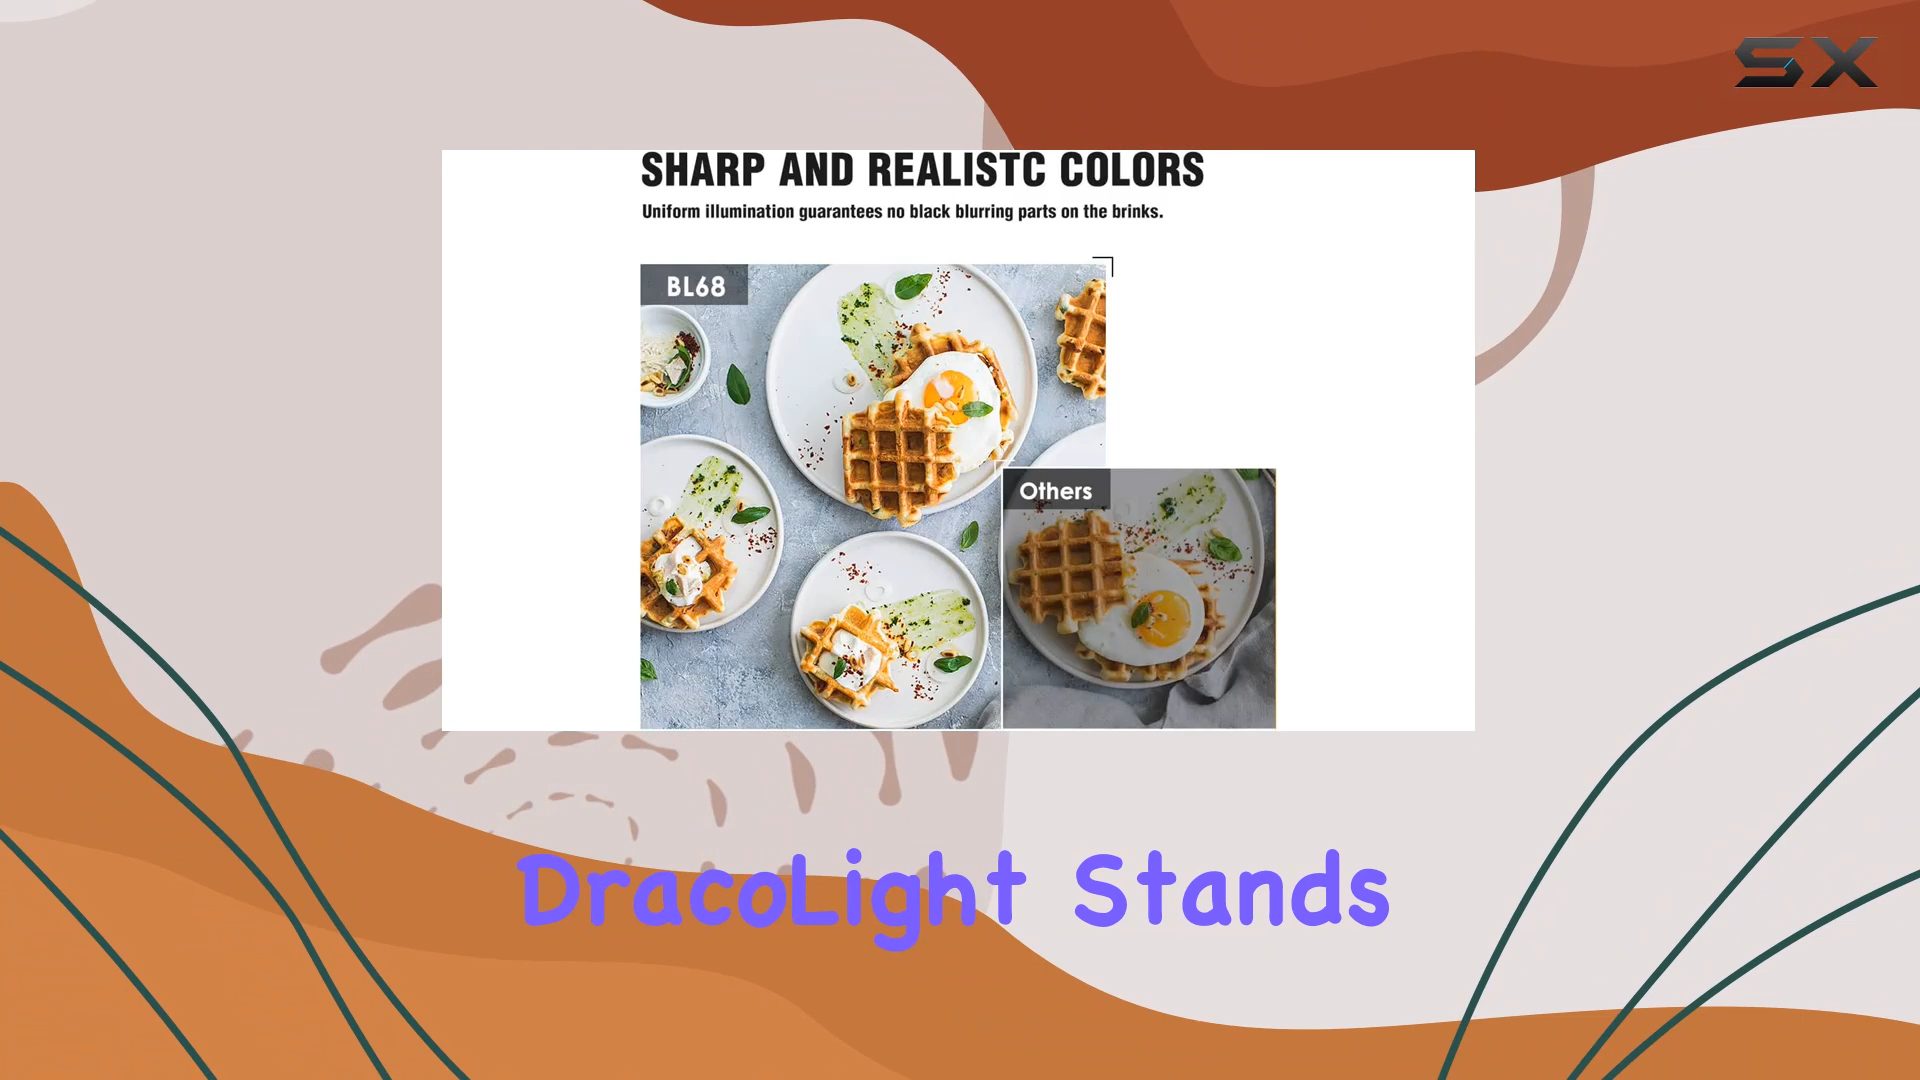 SX
SHARP AND REALISTC COLORS
Uniform illumination guarantees no black blurring parts on the brinks.
BL68
Others
DracoLight Stands